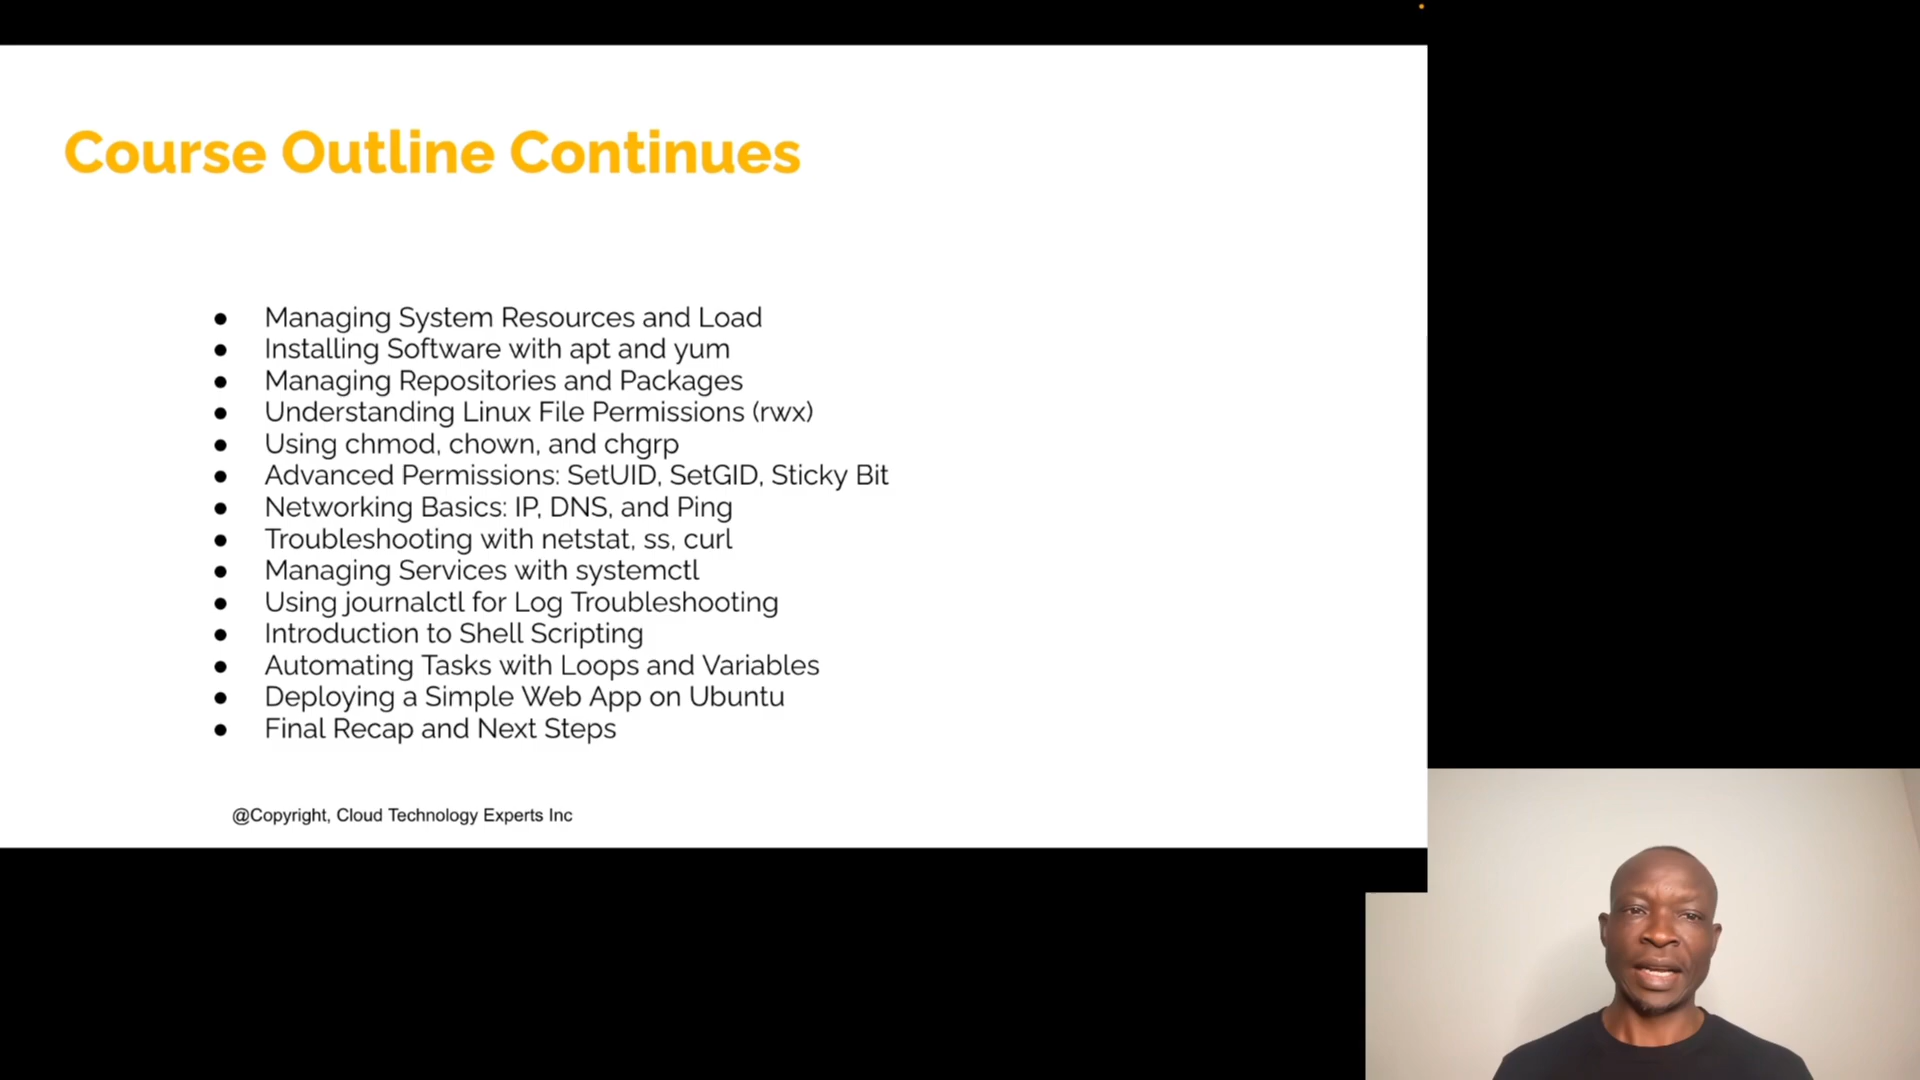 Course Outline Continues
● Managing System Resources and Load
● Installing Software with apt and yum
● Managing Repositories and Packages
● Understanding Linux File Permissions (rwx)
● Using chmod, chown, and chgrp
● Advanced Permissions: SetUID, SetGID, Sticky Bit
● Networking Basics: IP, DNS, and Ping
● Troubleshooting with netstat, ss, curl
● Managing Services with systemctl
● Using journalctl for Log Troubleshooting
● Introduction to Shell Scripting
● Automating Tasks with Loops and Variables
● Deploying a Simple Web App on Ubuntu
● Final Recap and Next Steps
@Copyright, Cloud Technology Experts Inc